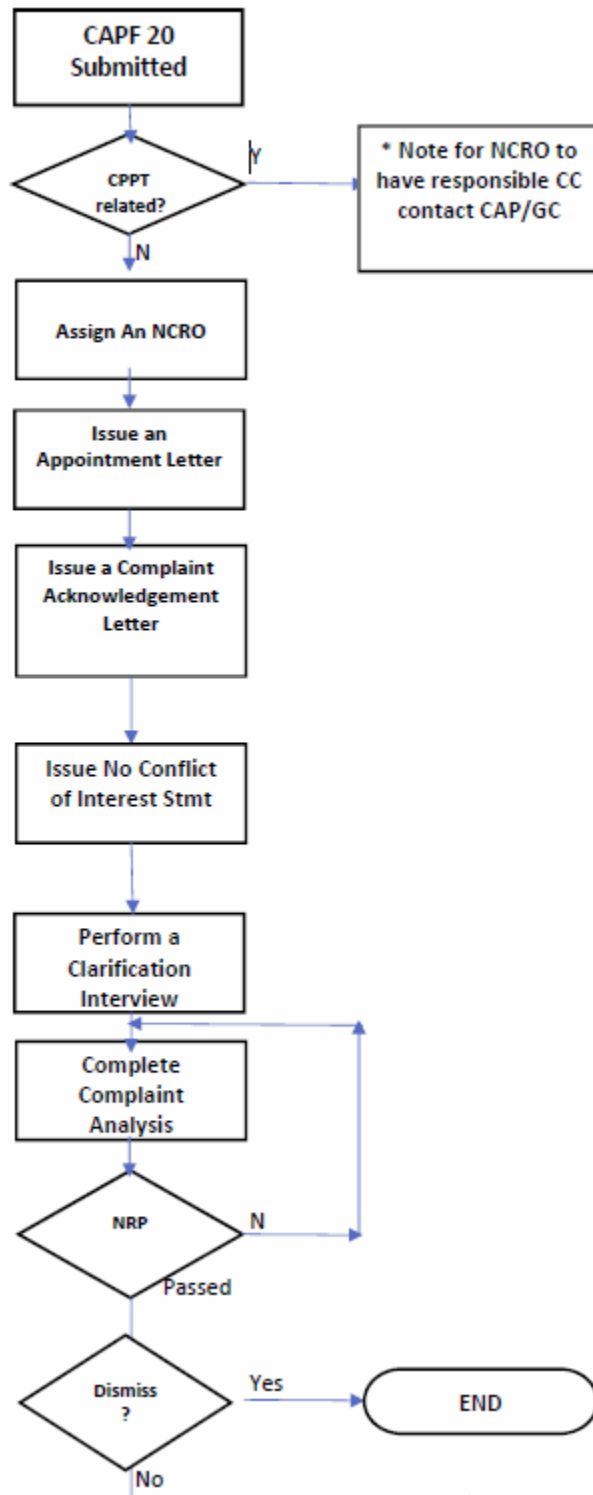 CAPF 20
Submitted
CPPT
related?
Y
* Note for NCRO to
have responsible CC
contact CAP/GC
N
Assign An NCRO
Issue an
Appointment Letter
Issue a Complaint
Acknowledgement
Letter
Issue No Conflict
of Interest Stmt
Perform a
Clarification
Interview
Complete
Complaint
Analysis
NRP
N
Passed
Dismiss
?
Yes
END
No